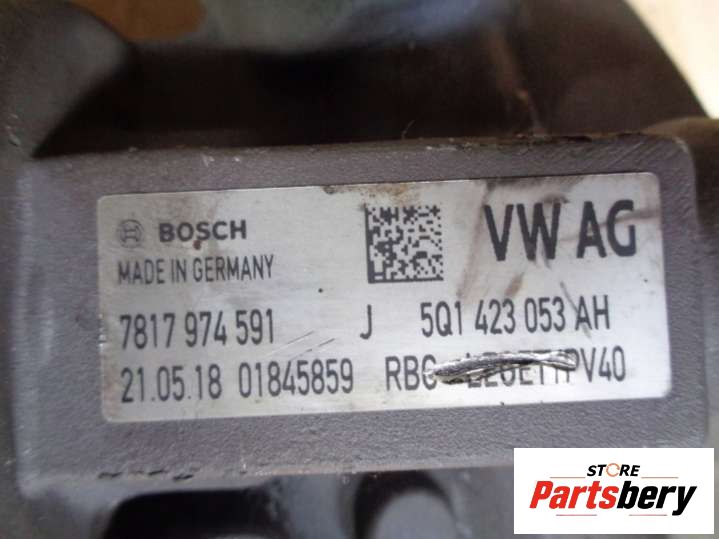 BOSCH
VW AG
MADE IN GERMANY
7817 974 591 J 5Q1 423 053 AH
21.05.18 01845859
STORE
Partsbery